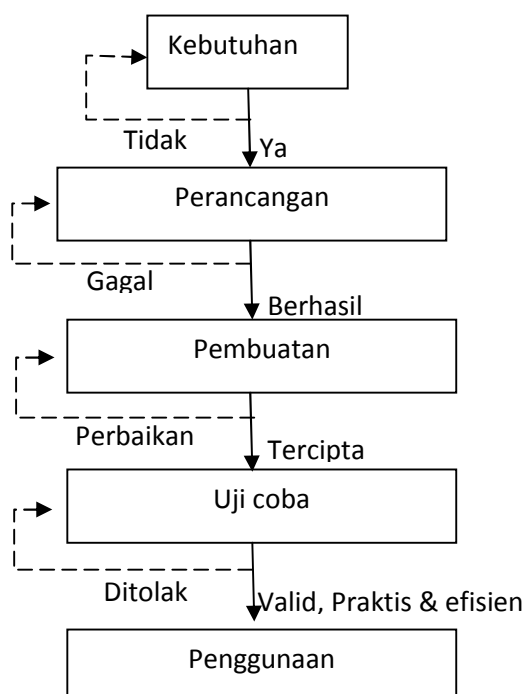 Kebutuhan
Tidak
Ya
Perancangan
Gagal
Berhasil
Pembuatan
Perbaikan
Tercipta
Uji coba
Ditolak
Valid, Praktis & efisien
Penggunaan